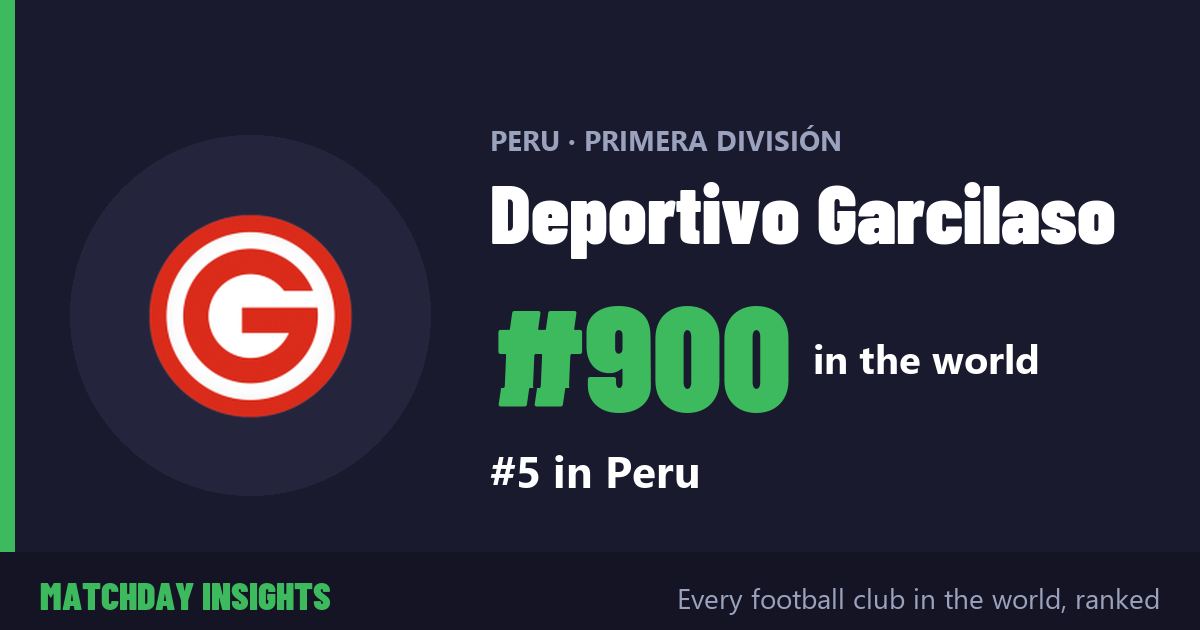 PERU · PRIMERA DIVISIÓN
Deportivo Garcilaso
G
#900 in the world
#5 in Peru
MATCHDAY INSIGHTS
Every football club in the world, ranked